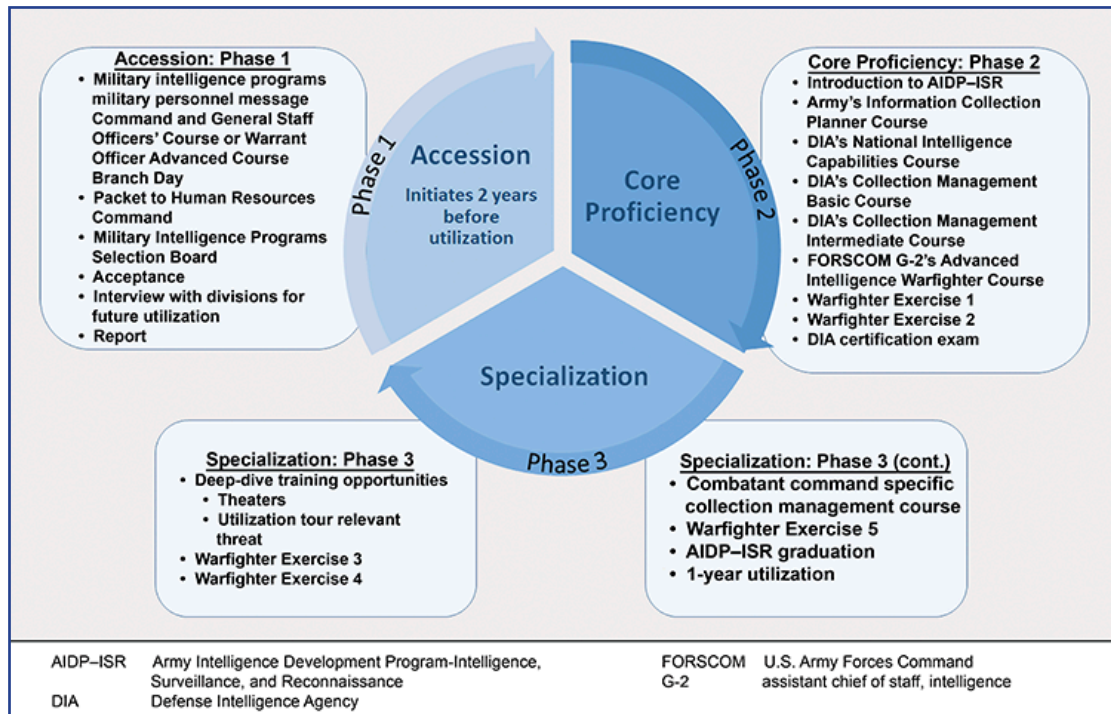 Accession: Phase 1
• Military intelligence programs
military personnel message
Command and General Staff
Officers' Course or Warrant
Officer Advanced Course
Branch Day
• Packet to Human Resources
Command
• Military Intelligence Programs
Selection Board
• Acceptance
• Interview with divisions for
future utilization
• Report
Phase 1
Accession
Initiates 2 years
before
utilization
Core
Proficiency
Phase 2
Core Proficiency: Phase 2
• Introduction to AIDP–ISR
• Army's Information Collection
Planner Course
• DIA's National Intelligence
Capabilities Course
• DIA's Collection Management
Basic Course
• DIA's Collection Management
Intermediate Course
• FORSCOM G-2's Advanced
Intelligence Warfighter Course
• Warfighter Exercise 1
• Warfighter Exercise 2
• DIA certification exam
Specialization
Phase 3
Specialization: Phase 3
• Deep-dive training opportunities
• Theaters
• Utilization tour relevant
threat
• Warfighter Exercise 3
• Warfighter Exercise 4
Specialization: Phase 3 (cont.)
• Combatant command specific
collection management course
• Warfighter Exercise 5
• AIDP–ISR graduation
• 1-year utilization
AIDP–ISR Army Intelligence Development Program-Intelligence,
Surveillance, and Reconnaissance
DIA Defense Intelligence Agency
FORSCOM U.S. Army Forces Command
G-2 assistant chief of staff, intelligence